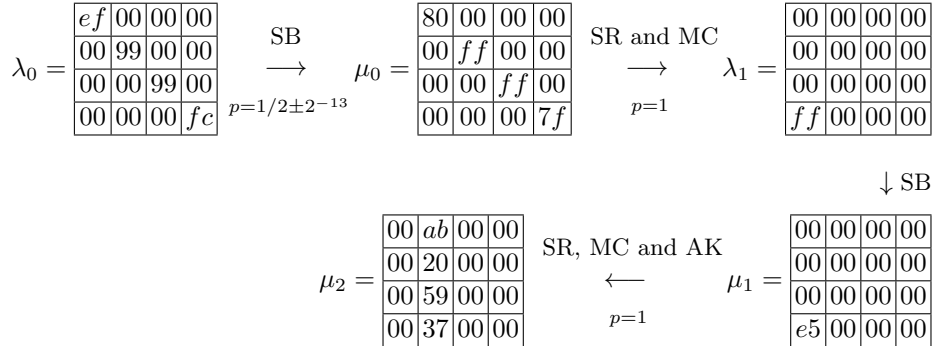 λ₀ = ef 00 00 00 SB μ₀ = 80 00 00 00 SR and MC λ₁ = 00 00 00 00
00 99 00 00 ⟶ 00 ff 00 00 ⟶ 00 00 00 00
00 00 99 00 p=1/2±2⁻¹³ 00 00 ff 00 p=1 00 00 00 00
00 00 00 fc 00 00 00 7f ff 00 00 00
↓ SB
μ₂ = 00 ab 00 00 SR, MC and AK μ₁ = 00 00 00 00
00 20 00 00 ⟵ 00 00 00 00
00 59 00 00 p=1 00 00 00 00
00 37 00 00 e5 00 00 00